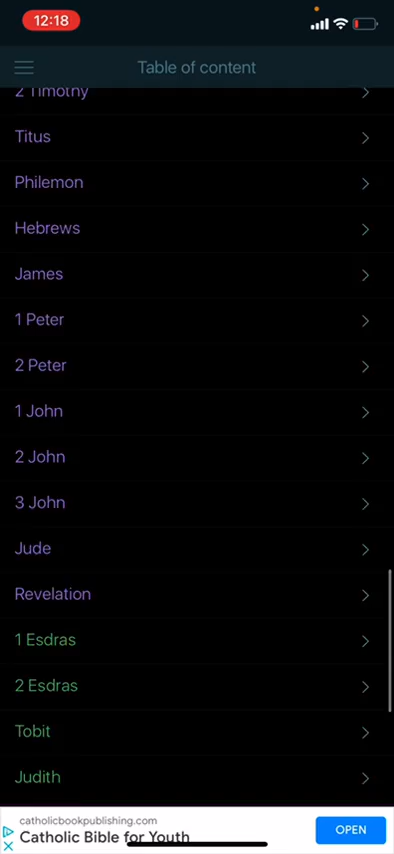 12:18
Table of content
2 Timothy
Titus
Philemon
Hebrews
James
1 Peter
2 Peter
1 John
2 John
3 John
Jude
Revelation
1 Esdras
2 Esdras
Tobit
Judith
catholicbookpublishing.com
Catholic Bible for Youth
OPEN